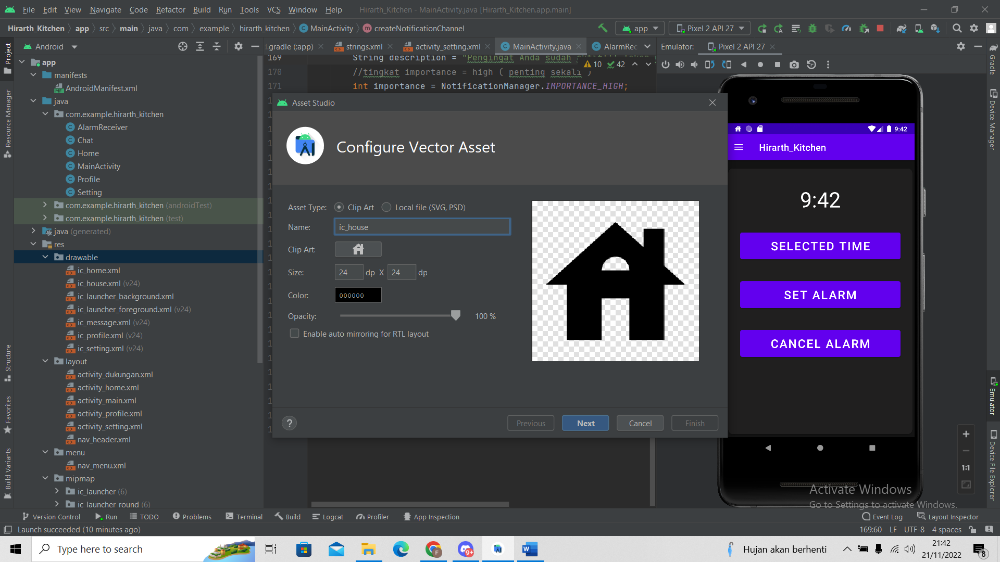 File Edit View Navigate Code Refactor Build Run Tools VCS Window Help Hirarth_Kitchen - MainActivity.java [Hirarth_Kitchen.app.main]
Hirarth_Kitchen app src main java com example hirarth_kitchen MainActivity createNotificationChannel app Pixel 2 API 27
Android .gradle (:app) strings.xml activity_setting.xml MainActivity.java AlarmRec Emulator: Pixel 2 API 27
Project
Resource Manager
Structure
Favorites
Build Variants
app
manifests
AndroidManifest.xml
java
com.example.hirarth_kitchen
AlarmReceiver
Chat
Home
MainActivity
Profile
Setting
com.example.hirarth_kitchen (androidTest)
com.example.hirarth_kitchen (test)
java (generated)
res
drawable
ic_home.xml
ic_house.xml (v24)
ic_launcher_background.xml
ic_launcher_foreground.xml (v24)
ic_message.xml (v24)
ic_profile.xml (v24)
ic_setting.xml (v24)
layout
activity_dukungan.xml
activity_home.xml
activity_main.xml
activity_profile.xml
activity_setting.xml
nav_header.xml
menu
nav_menu.xml
mipmap
ic_launcher (6)
ic_launcher_round (6)
169 String description = "Pengingat Anda sudah
10 42
170 //tingkat importance = high ( penting sekali )
171 int importance = NotificationManager.IMPORTANCE_HIGH;
Asset Studio
Configure Vector Asset
Asset Type: Clip Art Local file (SVG, PSD)
Name: ic_house
Clip Art:
Size: 24 dp X 24 dp
Color: 000000
Opacity: 100 %
Enable auto mirroring for RTL layout
? Previous Next Cancel Finish
9:42
Hirarth_Kitchen
9:42
SELECTED TIME
SET ALARM
CANCEL ALARM
1:1
Activate Windows
Go to Settings to activate Windows.
Gradle
Device Manager
Emulator
Device File Explorer
Version Control Run TODO Problems Terminal Build Logcat Profiler App Inspection Event Log Layout Inspector
Launch succeeded (10 minutes ago) 169:60 LF UTF-8 4 spaces
Type here to search 9+ Hujan akan berhenti 21:42
21/11/2022 8